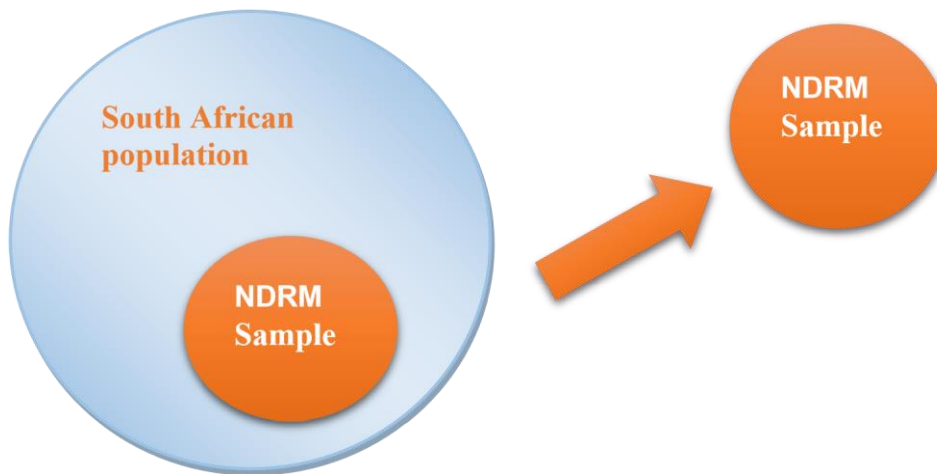 South African
population
NDRM
Sample
NDRM
Sample